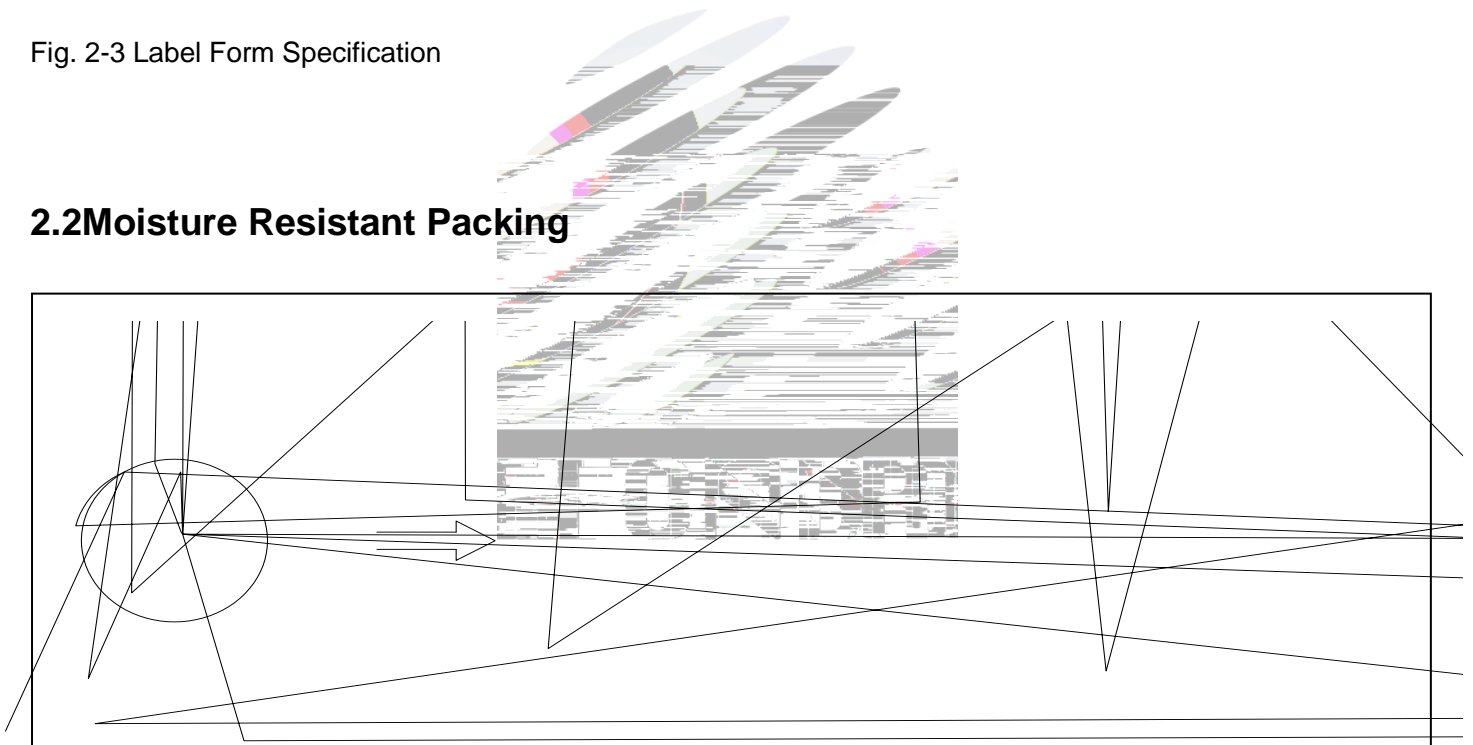 Fig. 2-3 Label Form Specification
2.2Moisture Resistant Packing